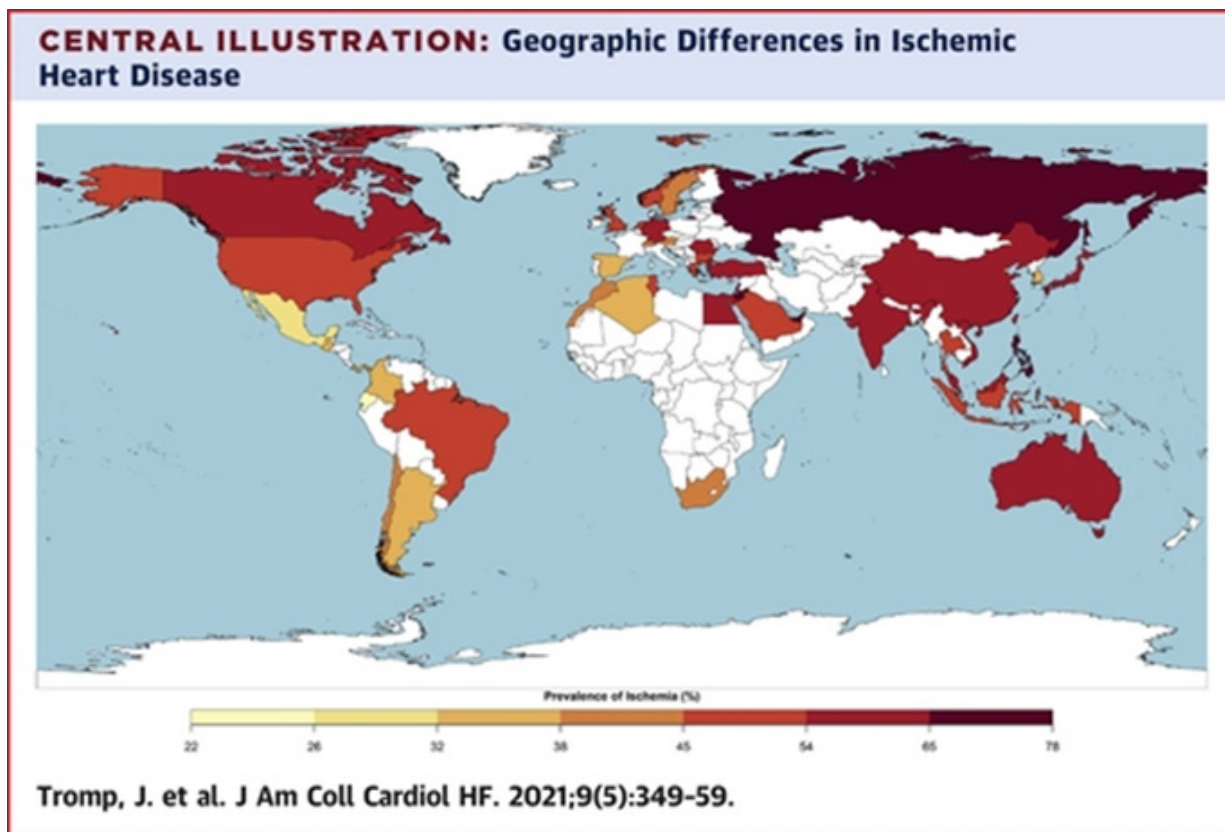 CENTRAL ILLUSTRATION: Geographic Differences in Ischemic
Heart Disease
Prevalence of Ischemia (%)
22 26 32 38 45 54 65 78
Tromp, J. et al. J Am Coll Cardiol HF. 2021;9(5):349-59.